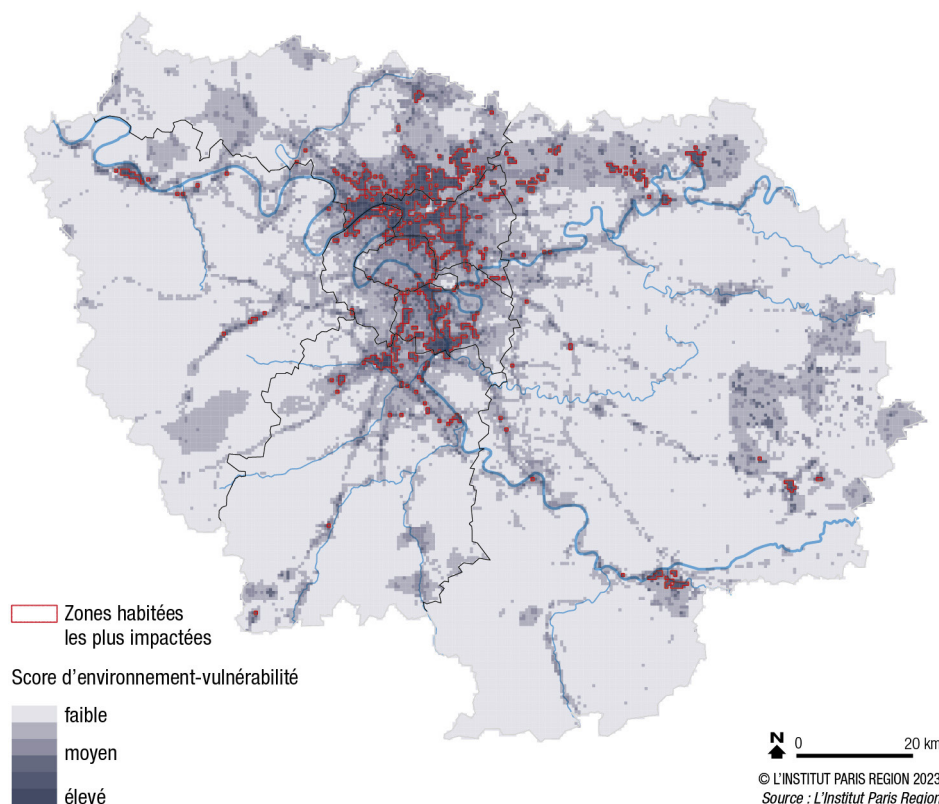 Zones habitées
les plus impactées
Score d’environnement-vulnérabilité
faible
moyen
élevé
N
0 20 km
© L’INSTITUT PARIS REGION 2023
Source : L’Institut Paris Region